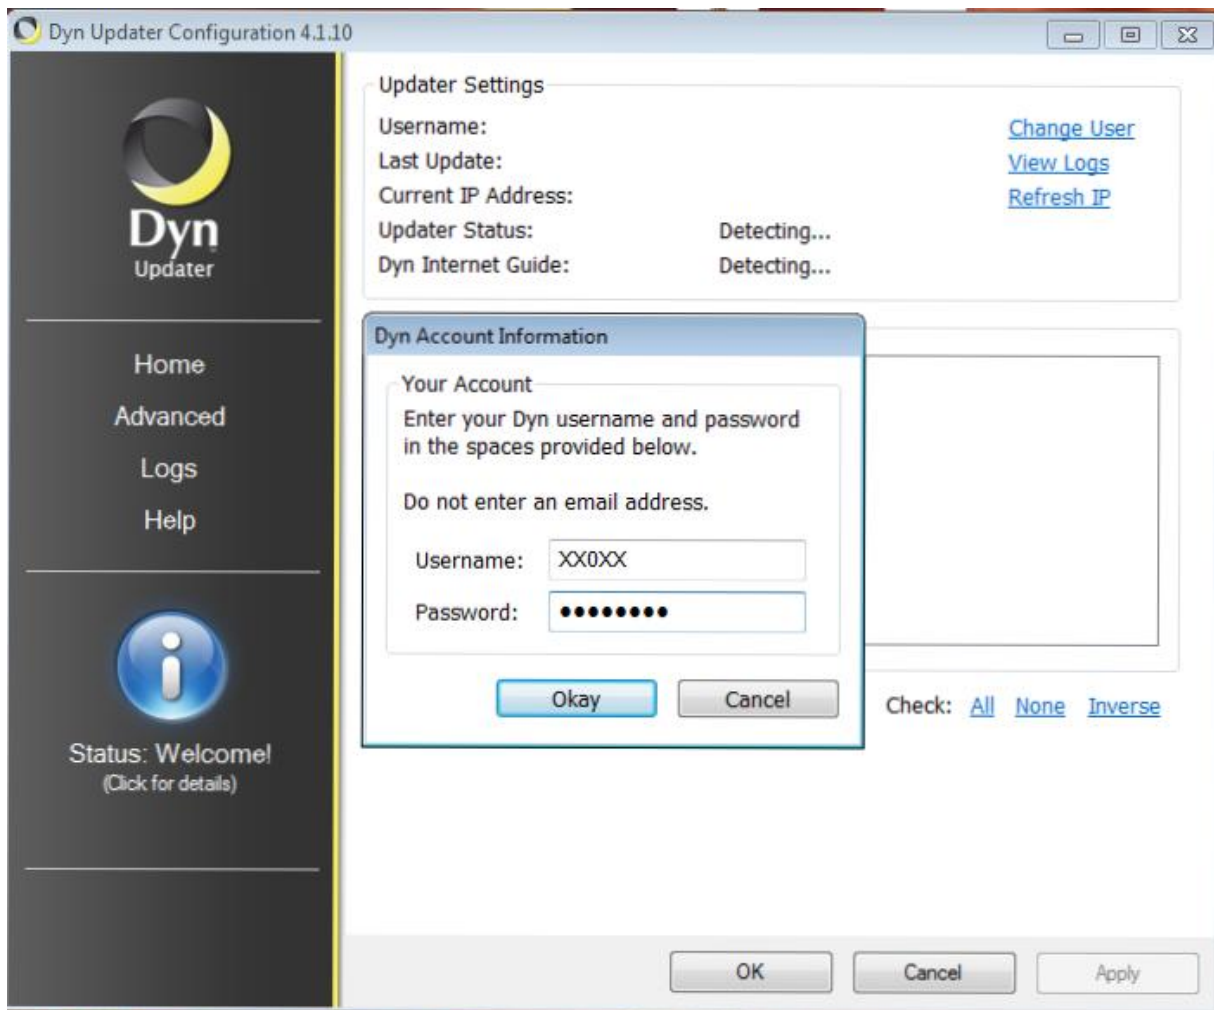 Dyn Updater Configuration 4.1.10
Dyn
Updater
Home
Advanced
Logs
Help
Status: Welcome!
(Click for details)
Updater Settings
Username:
Change User
Last Update:
View Logs
Current IP Address:
Refresh IP
Updater Status: Detecting...
Dyn Internet Guide: Detecting...
Dyn Account Information
Your Account
Enter your Dyn username and password
in the spaces provided below.
Do not enter an email address.
Username: XX0XX
Password: ●●●●●●●●
Okay Cancel
Check: All None Inverse
OK Cancel Apply